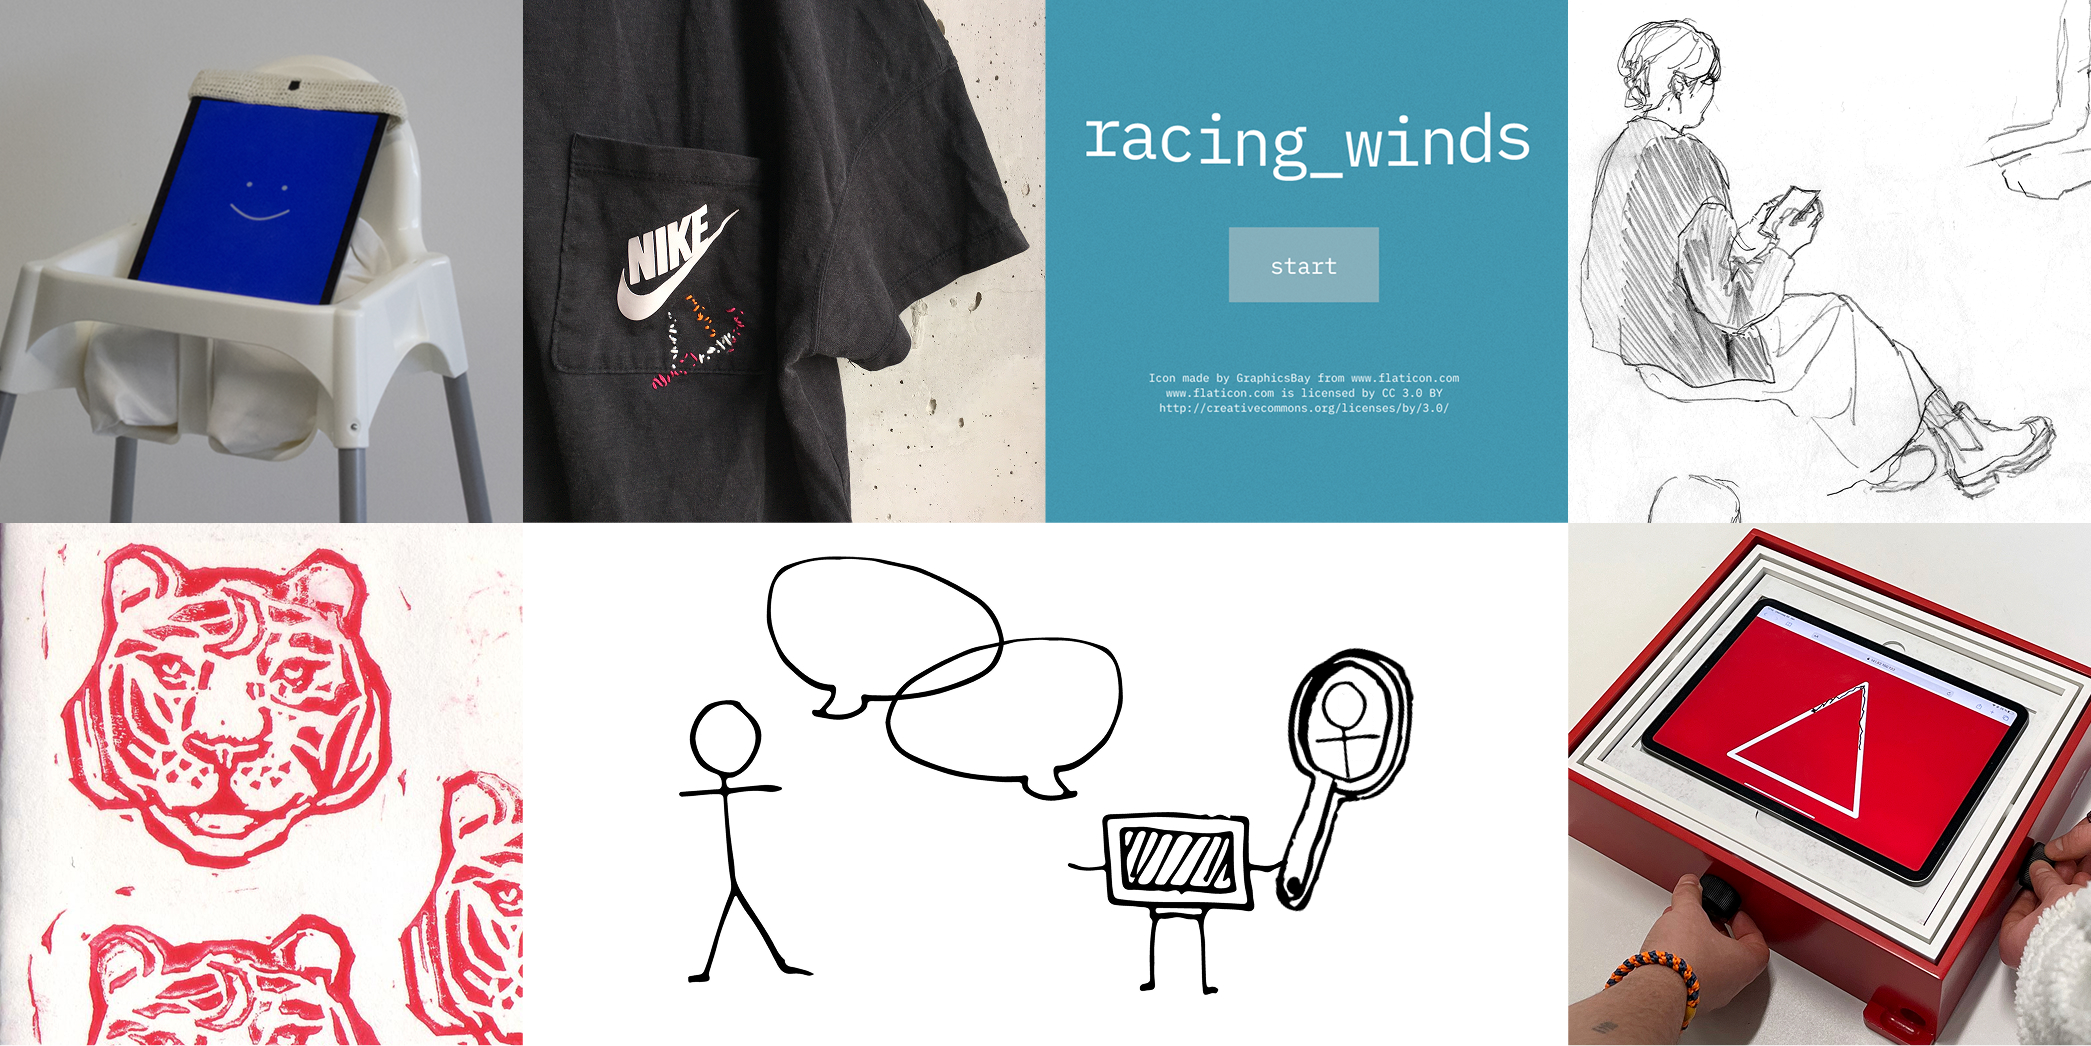 NIKE
racing_winds
start
Icon made by GraphicsBay from www.flaticon.com
www.flaticon.com is licensed by CC 3.0 BY
http://creativecommons.org/licenses/by/3.0/